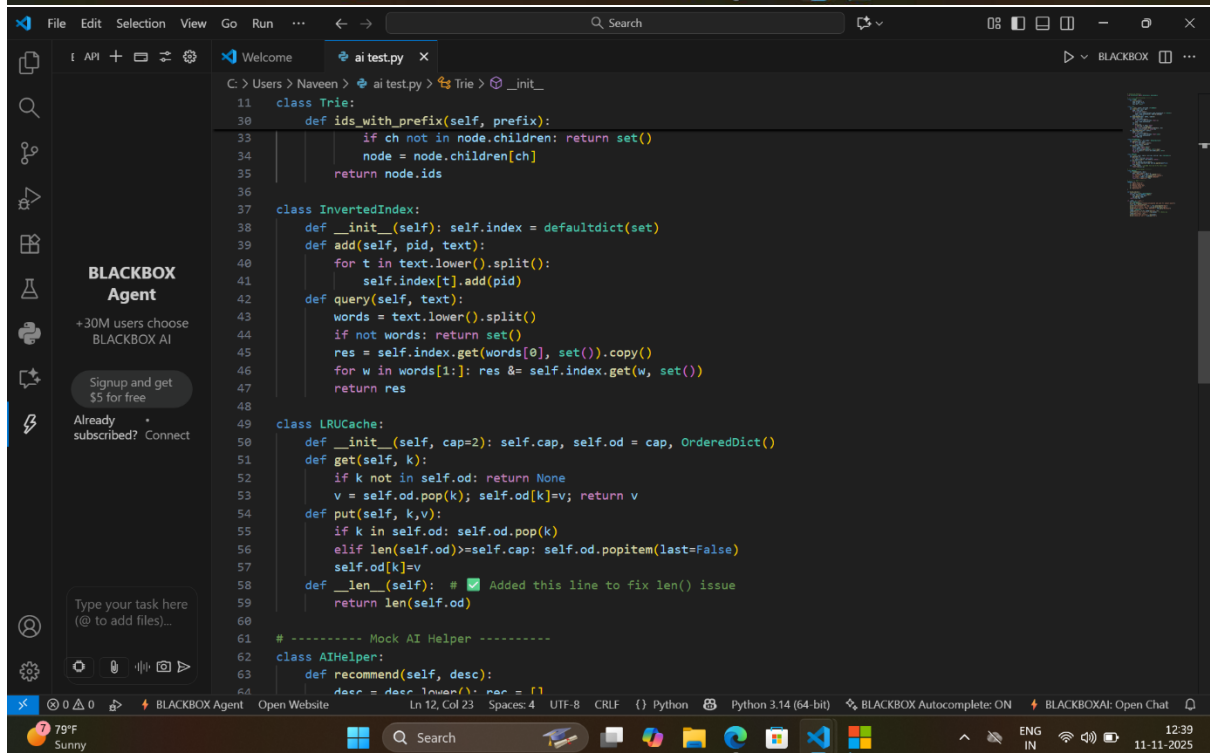 File Edit Selection View Go Run ··· Search
API Welcome ai test.py BLACKBOX
C: > Users > Naveen > ai test.py > Trie > __init__
11 class Trie:
30 def ids_with_prefix(self, prefix):
33 if ch not in node.children: return set()
34 node = node.children[ch]
35 return node.ids
36
37 class InvertedIndex:
38 def __init__(self): self.index = defaultdict(set)
39 def add(self, pid, text):
40 for t in text.lower().split():
41 self.index[t].add(pid)
42 def query(self, text):
43 words = text.lower().split()
44 if not words: return set()
45 res = self.index.get(words[0], set()).copy()
46 for w in words[1:]: res &= self.index.get(w, set())
47 return res
48
49 class LRUCache:
50 def __init__(self, cap=2): self.cap, self.od = cap, OrderedDict()
51 def get(self, k):
52 if k not in self.od: return None
53 v = self.od.pop(k); self.od[k]=v; return v
54 def put(self, k,v):
55 if k in self.od: self.od.pop(k)
56 elif len(self.od)>=self.cap: self.od.popitem(last=False)
57 self.od[k]=v
58 def __len__(self): # ✅ Added this line to fix len() issue
59 return len(self.od)
60
61 # ---------- Mock AI Helper ----------
62 class AIHelper:
63 def recommend(self, desc):
64 desc = desc.lower(); rec = []
BLACKBOX
Agent
+30M users choose
BLACKBOX AI
Signup and get
$5 for free
Already
subscribed? Connect
Type your task here
(@ to add files)...
0 0 BLACKBOX Agent Open Website Ln 12, Col 23 Spaces: 4 UTF-8 CRLF {} Python Python 3.14 (64-bit) BLACKBOX Autocomplete: ON BLACKBOXAI: Open Chat
7 79°F
Sunny
Search
ENG
IN
12:39
11-11-2025